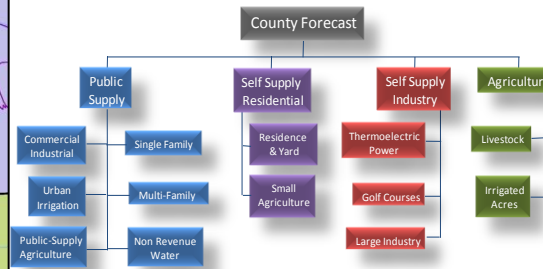 County Forecast
Public
Supply
Self Supply
Residential
Self Supply
Industry
Agricultur
Commercial
Industrial
Single Family
Urban
Irrigation
Multi-Family
Public-Supply
Agriculture
Non Revenue
Water
Residence
& Yard
Small
Agriculture
Thermoelectric
Power
Golf Courses
Large Industry
Livestock
Irrigated
Acres